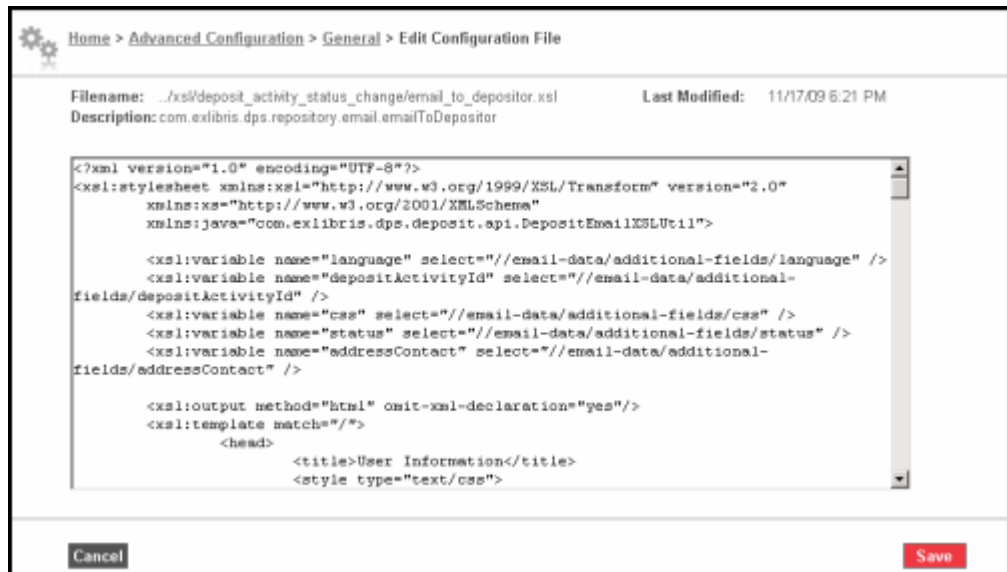 Home > Advanced Configuration > General > Edit Configuration File
Filename: ../xsl/deposit_activity_status_change/email_to_depositor.xsl Last Modified: 11/17/09 6:21 PM
Description: com.exlibris.dps.repository.email.emailToDepositor
<?xml version="1.0" encoding="UTF-8"?>
<xsl:stylesheet xmlns:xsl="http://www.w3.org/1999/XSL/Transform" version="2.0"
xmlns:xs="http://www.w3.org/2001/XMLSchema"
xmlns:java="com.exlibris.dps.deposit.api.DepositEmailXSLUtil">
<xsl:variable name="language" select="//email-data/additional-fields/language" />
<xsl:variable name="depositActivityId" select="//email-data/additional-
fields/depositActivityId" />
<xsl:variable name="css" select="//email-data/additional-fields/css" />
<xsl:variable name="status" select="//email-data/additional-fields/status" />
<xsl:variable name="addressContact" select="//email-data/additional-
fields/addressContact" />
<xsl:output method="html" omit-xml-declaration="yes"/>
<xsl:template match="/">
<head>
<title>User Information</title>
<style type="text/css">
Cancel Save